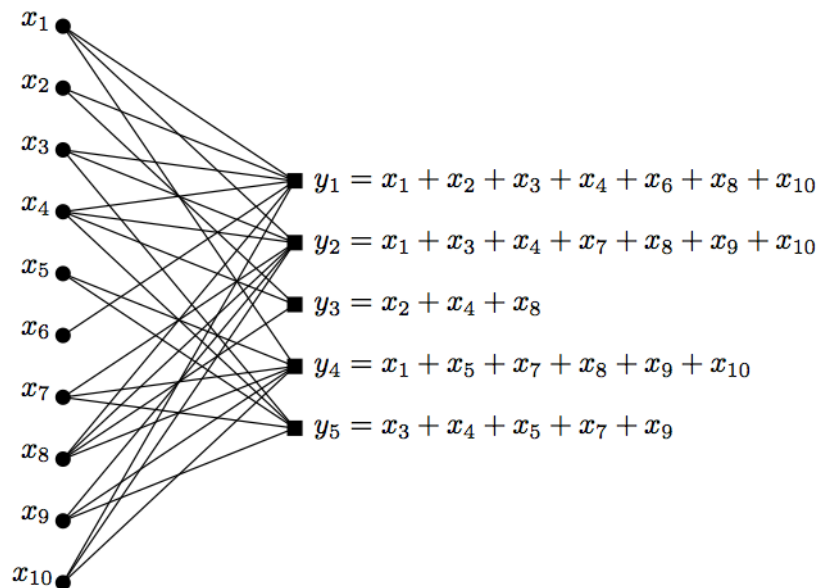 x₁
x₂
x₃
x₄
x₅
x₆
x₇
x₈
x₉
x₁₀
y₁ = x₁ + x₂ + x₃ + x₄ + x₆ + x₈ + x₁₀
y₂ = x₁ + x₃ + x₄ + x₇ + x₈ + x₉ + x₁₀
y₃ = x₂ + x₄ + x₈
y₄ = x₁ + x₅ + x₇ + x₈ + x₉ + x₁₀
y₅ = x₃ + x₄ + x₅ + x₇ + x₉